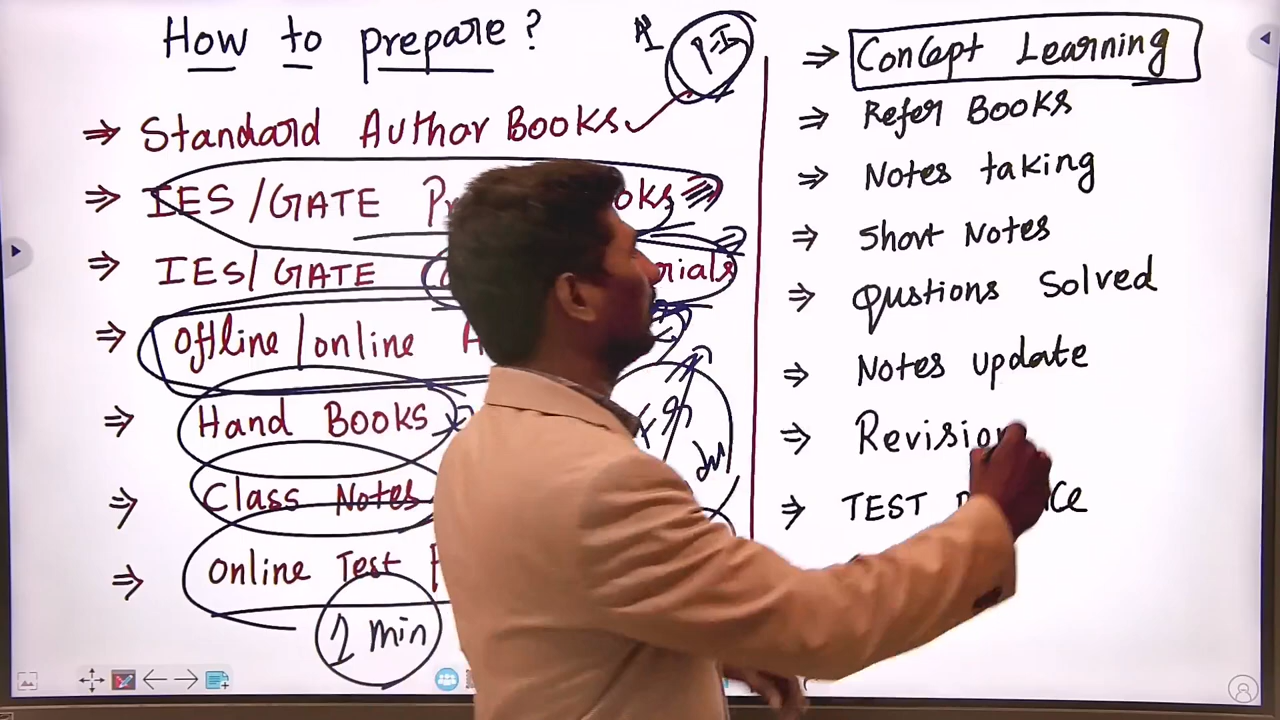 How to prepare?
P-I
⇒ Standard Author Books
⇒ IES/GATE
⇒ IES/GATE
⇒ Offline/online
⇒ Hand Books
⇒ Class Notes
⇒ Online Test
1 min
⇒ Concept Learning
⇒ Refer Books
⇒ Notes taking
⇒ Short Notes
⇒ Qustions Solved
⇒ Notes update
⇒ Revision
⇒ TEST